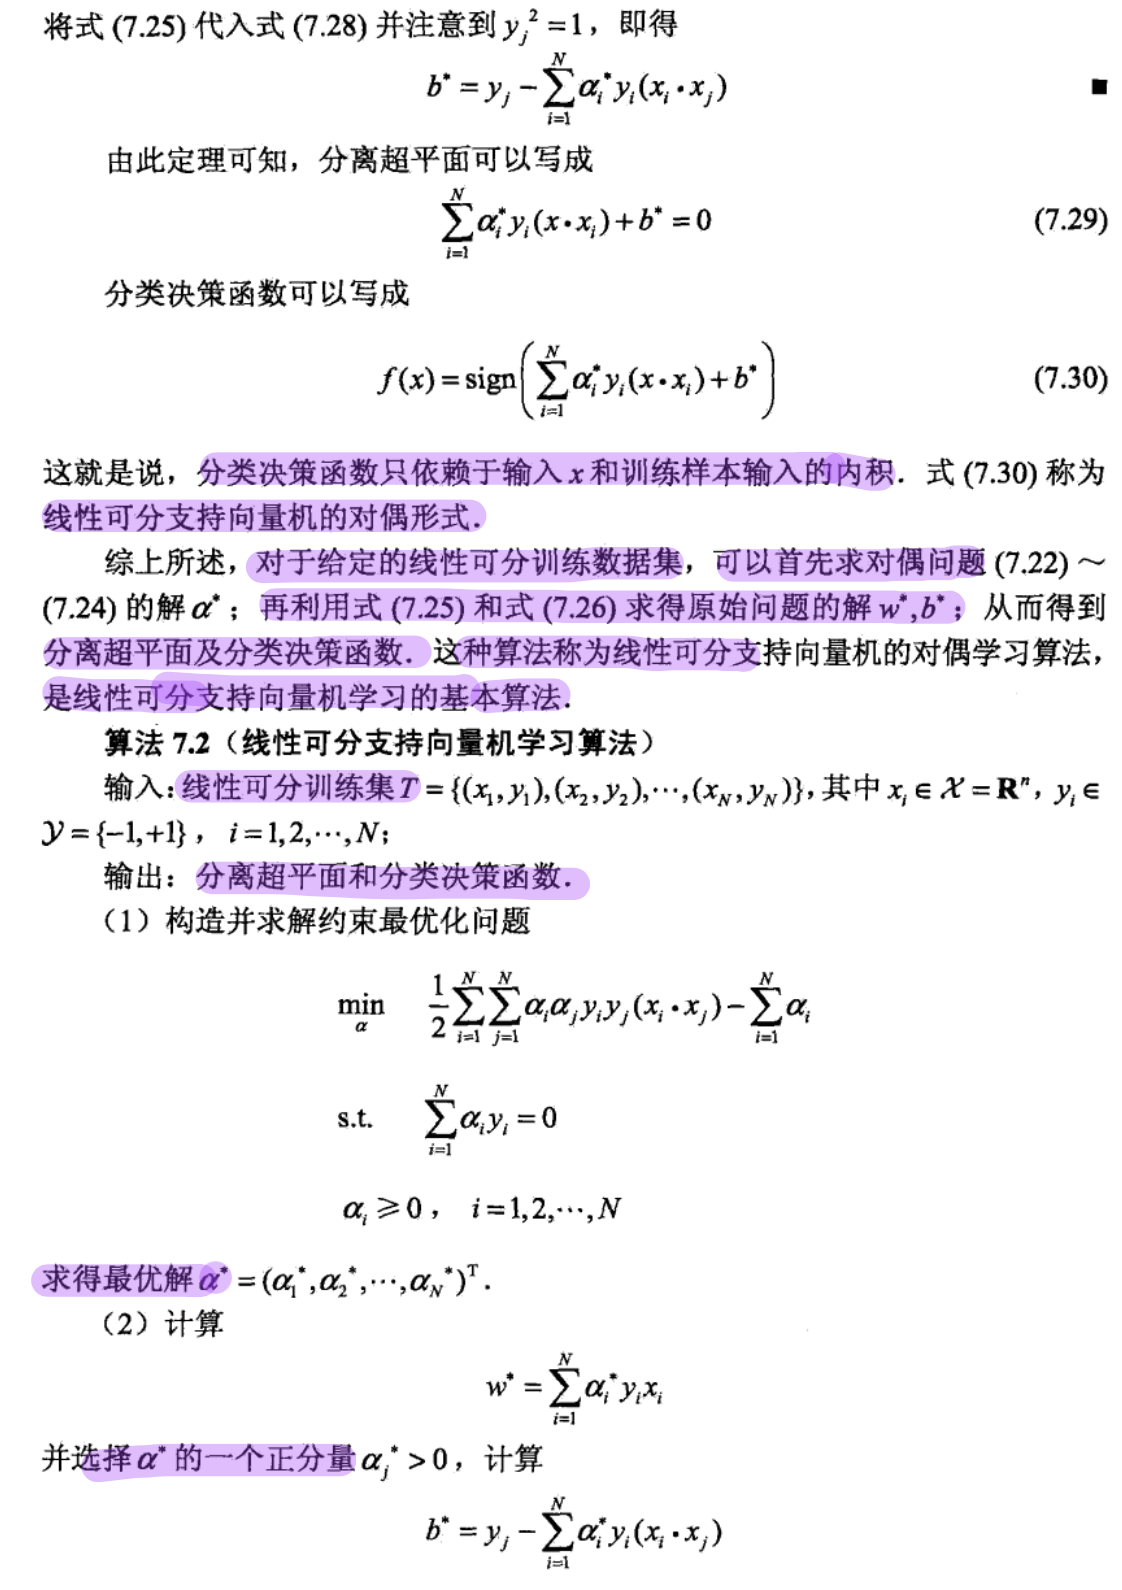 将式 (7.25) 代入式 (7.28) 并注意到 $y_j^2=1$，即得
$b^*=y_j-\sum_{i=1}^{N}\alpha_i^*y_i(x_i\cdot x_j)$ ■
由此定理可知，分离超平面可以写成
$\sum_{i=1}^{N}\alpha_i^*y_i(x\cdot x_i)+b^*=0$ (7.29)
分类决策函数可以写成
$f(x)=\text{sign}\left(\sum_{i=1}^{N}\alpha_i^*y_i(x\cdot x_i)+b^*\right)$ (7.30)
这就是说，分类决策函数只依赖于输入 $x$ 和训练样本输入的内积．式 (7.30) 称为
线性可分支持向量机的对偶形式．
综上所述，对于给定的线性可分训练数据集，可以首先求对偶问题 (7.22)～
(7.24) 的解 $\alpha^*$；再利用式 (7.25) 和式 (7.26) 求得原始问题的解 $w^*,b^*$；从而得到
分离超平面及分类决策函数．这种算法称为线性可分支持向量机的对偶学习算法，
是线性可分支持向量机学习的基本算法．
算法 7.2（线性可分支持向量机学习算法）
输入：线性可分训练集 $T=\{(x_1,y_1),(x_2,y_2),\cdots,(x_N,y_N)\}$，其中 $x_i\in\mathcal{X}=\mathbf{R}^n$，$y_i\in$
$\mathcal{Y}=\{-1,+1\}$，$i=1,2,\cdots,N$；
输出：分离超平面和分类决策函数．
（1）构造并求解约束最优化问题
$\min_{\alpha}\quad\frac{1}{2}\sum_{i=1}^{N}\sum_{j=1}^{N}\alpha_i\alpha_jy_iy_j(x_i\cdot x_j)-\sum_{i=1}^{N}\alpha_i$
s.t. $\sum_{i=1}^{N}\alpha_iy_i=0$
$\alpha_i\geqslant 0$，$i=1,2,\cdots,N$
求得最优解 $\alpha^*=(\alpha_1^*,\alpha_2^*,\cdots,\alpha_N^*)^{\mathrm{T}}$．
（2）计算
$w^*=\sum_{i=1}^{N}\alpha_i^*y_ix_i$
并选择 $\alpha^*$ 的一个正分量 $\alpha_j^*>0$，计算
$b^*=y_j-\sum_{i=1}^{N}\alpha_i^*y_i(x_i\cdot x_j)$